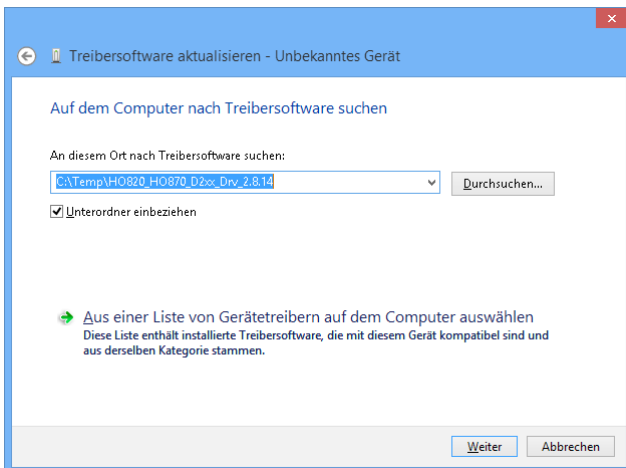 Treibersoftware aktualisieren - Unbekanntes Gerät
Auf dem Computer nach Treibersoftware suchen
An diesem Ort nach Treibersoftware suchen:
C:\Temp\HO820_HO870_D2xx_Drv_2.8.14
Durchsuchen...
Unterordner einbeziehen
Aus einer Liste von Gerätetreibern auf dem Computer auswählen
Diese Liste enthält installierte Treibersoftware, die mit diesem Gerät kompatibel sind und
aus derselben Kategorie stammen.
Weiter
Abbrechen